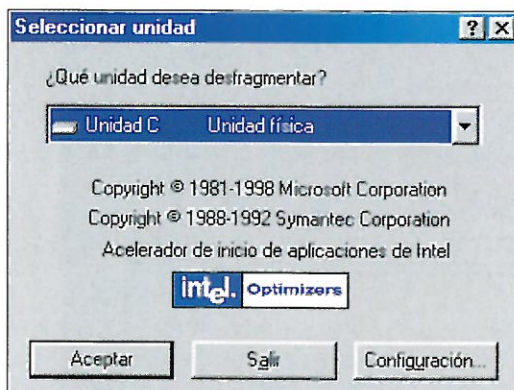 Seleccionar unidad
¿Qué unidad desea desfragmentar?
Unidad C Unidad física
Copyright © 1981-1998 Microsoft Corporation
Copyright © 1988-1992 Symantec Corporation
Acelerador de inicio de aplicaciones de Intel
intel. Optimizers
Aceptar Salir Configuración...